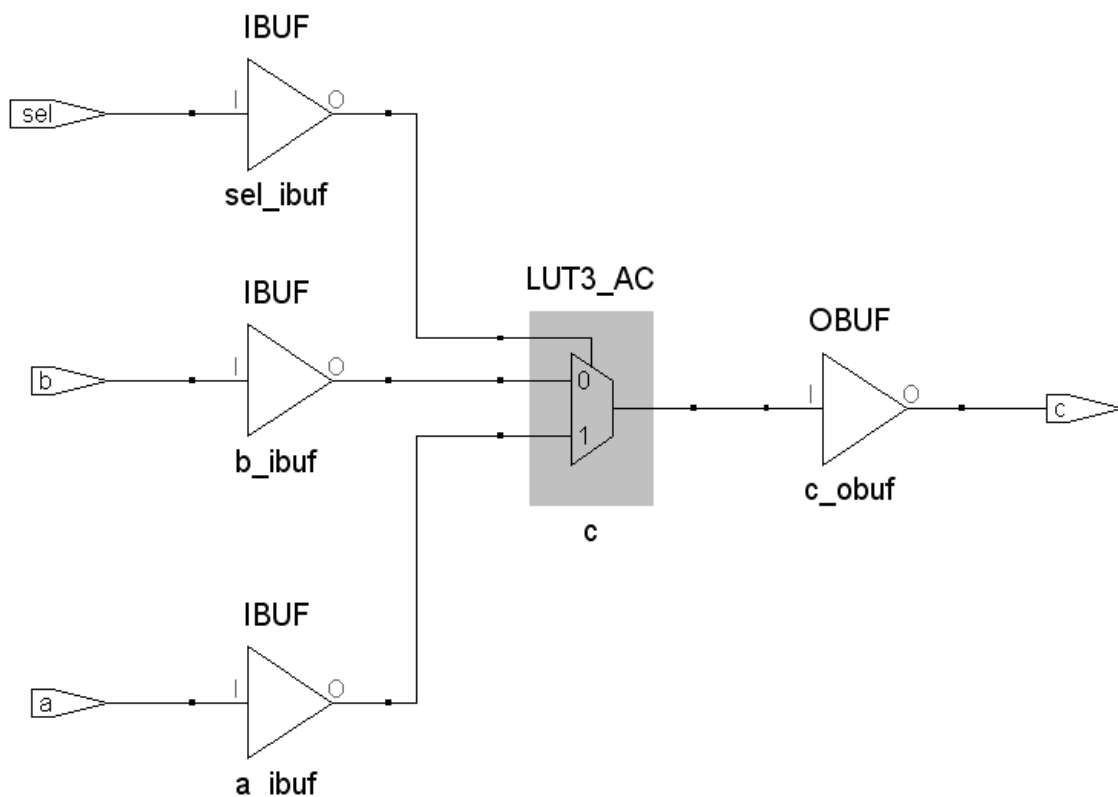 IBUF
sel I O
sel_ibuf
LUT3_AC
IBUF
OBUF
b I O
0
1
I O c
b_ibuf
c_obuf
c
IBUF
a I O
a_ibuf